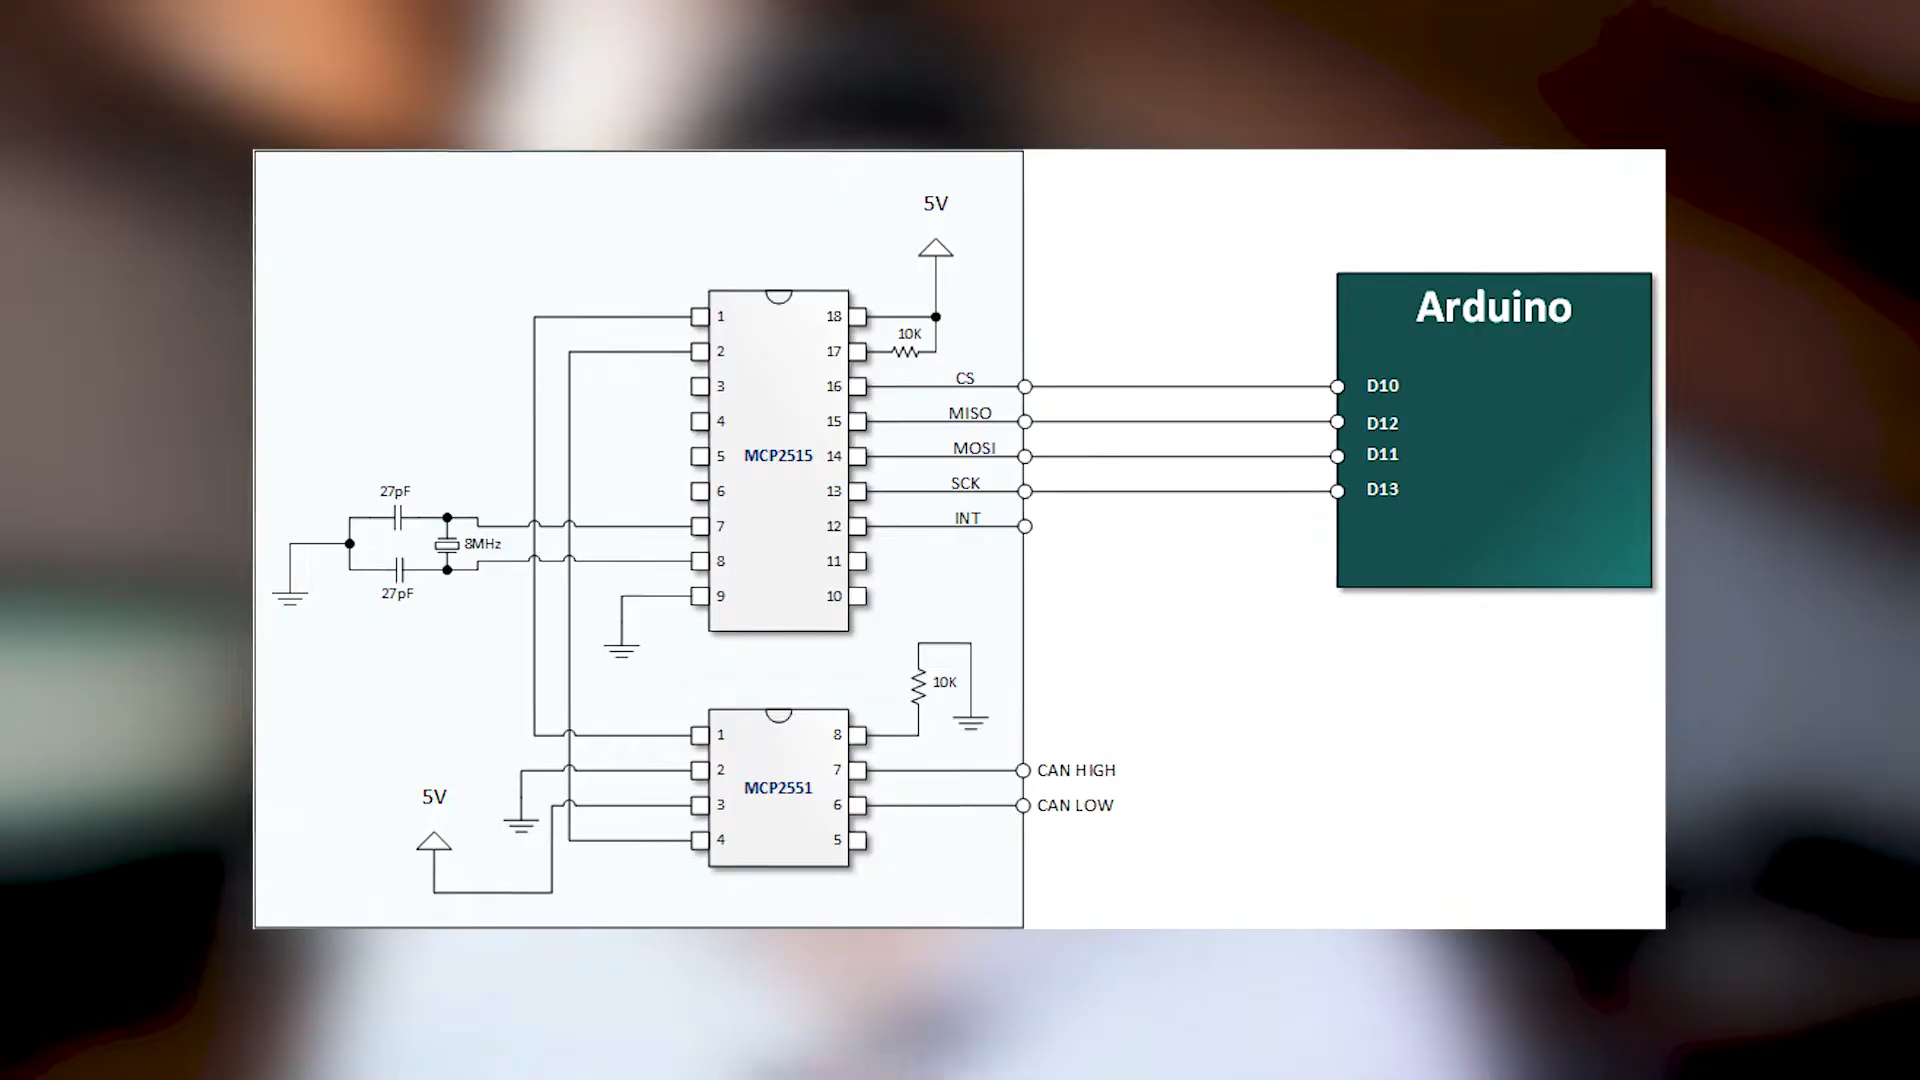 5V
Arduino
1 18
10K
2 17
CS
3 16 D10
MISO
4 15 D12
MOSI
5 MCP2515 14 D11
SCK
27pF
6 13 D13
INT
7 12
8MHz
8 11
27pF
9 10
10K
1 8
2 7 CAN HIGH
MCP2551
5V
3 6 CAN LOW
4 5